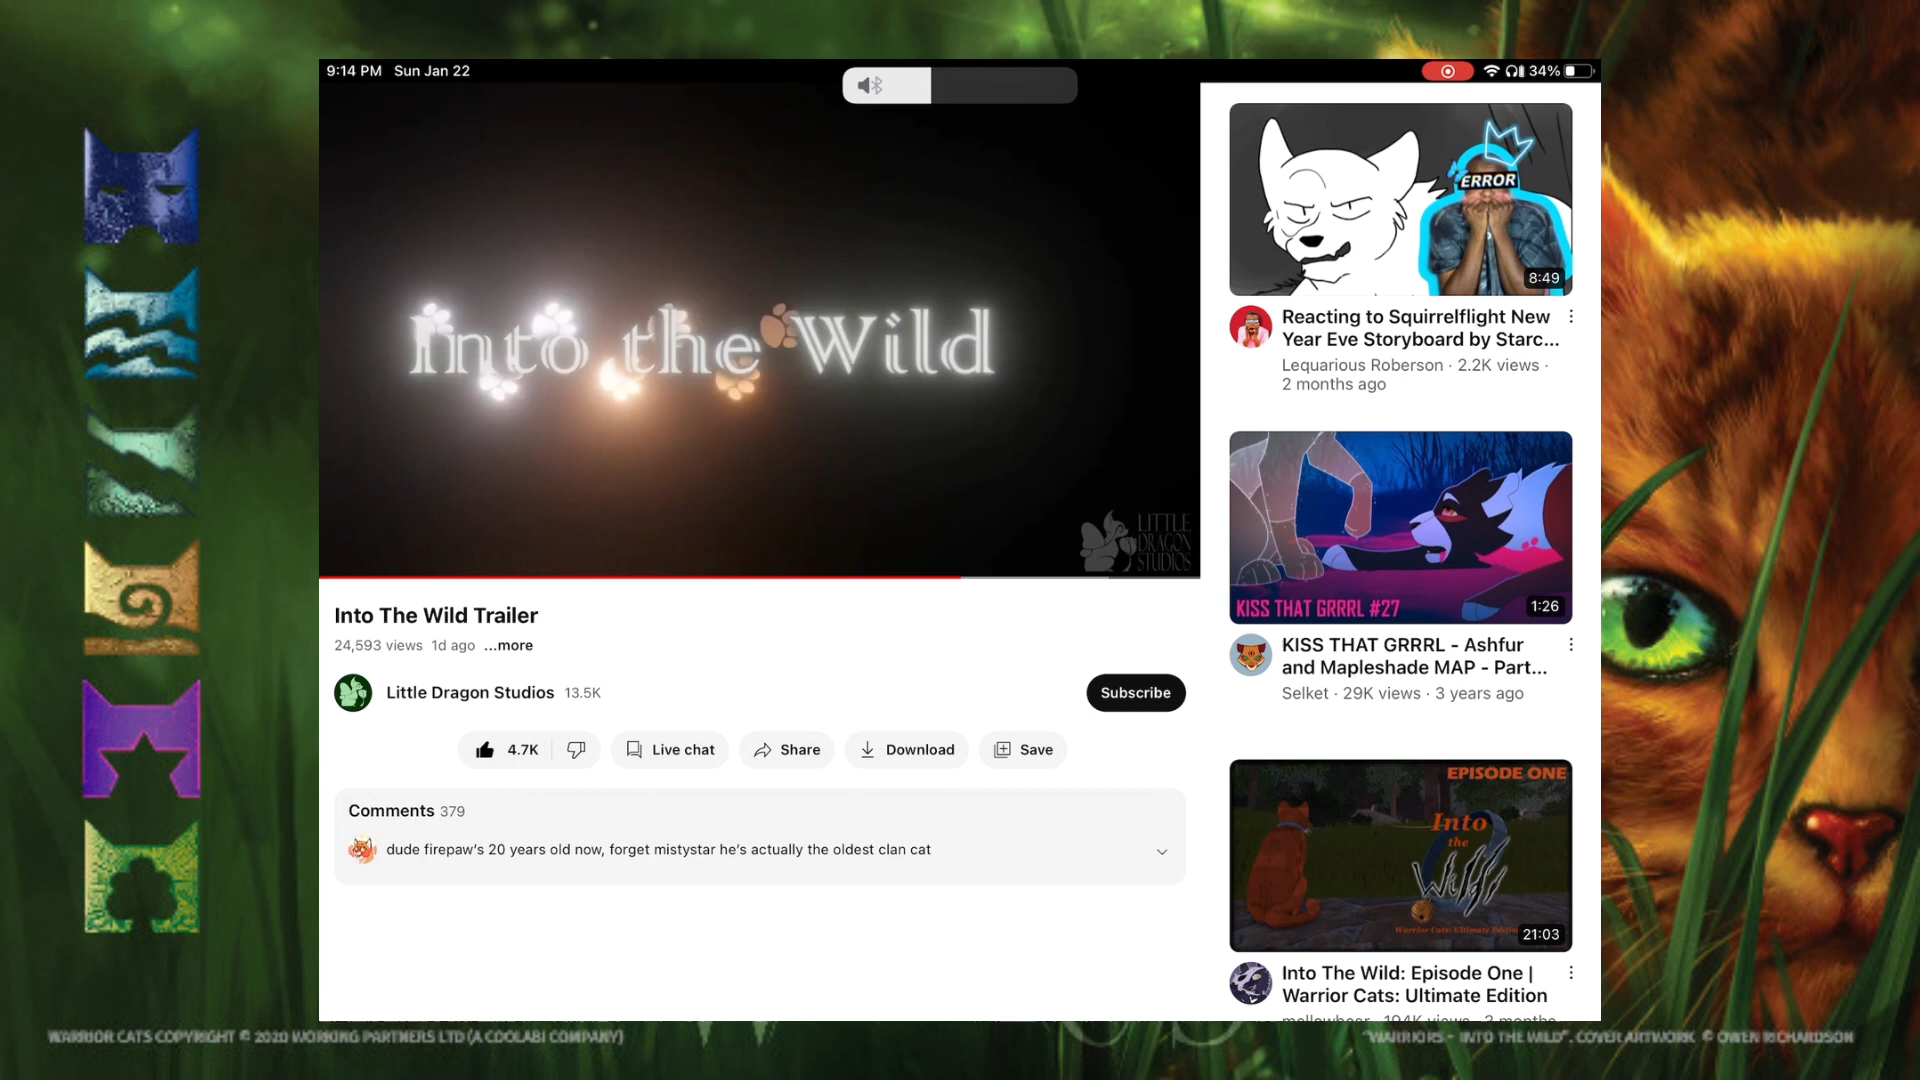 9:14 PM Sun Jan 22
34%
Into the Wild
LITTLE
DRAGON
STUDIOS
Into The Wild Trailer
24,593 views 1d ago ...more
Little Dragon Studios 13.5K
Subscribe
4.7K
Live chat
Share
Download
Save
Comments 379
dude firepaw's 20 years old now, forget mistystar he's actually the oldest clan cat
ERROR
8:49
Reacting to Squirrelflight New
Year Eve Storyboard by Starc...
Lequarious Roberson · 2.2K views ·
2 months ago
KISS THAT GRRRL #27
1:26
KISS THAT GRRRL - Ashfur
and Mapleshade MAP - Part...
Selket · 29K views · 3 years ago
EPISODE ONE
Into
the
Wild
Warrior Cats: Ultimate
21:03
Into The Wild: Episode One |
Warrior Cats: Ultimate Edition
WARRIOR CATS COPYRIGHT © 2020 WORKING PARTNERS LTD (A COOLABI COMPANY)
"WARRIORS - INTO THE WILD". COVER ARTWORK © OWEN RICHARDSON